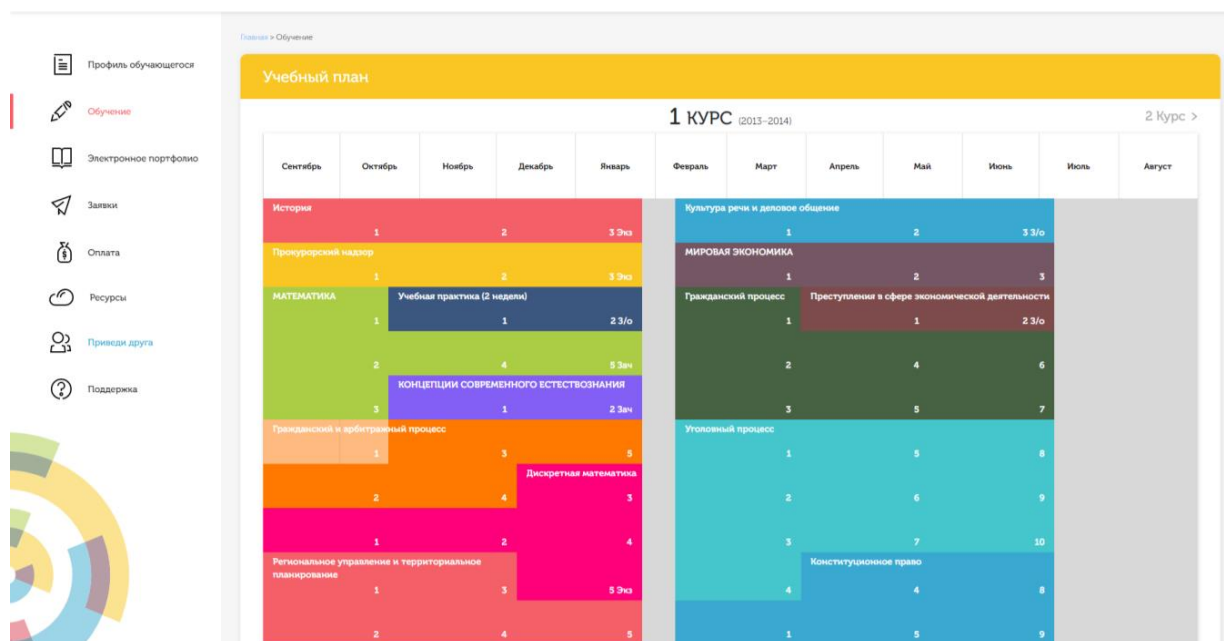 Главная > Обучение
Профиль обучающегося
Обучение
Электронное портфолио
Заявки
Оплата
Ресурсы
Приведи друга
Поддержка
Учебный план
1 КУРС (2013–2014)
2 Курс >
Сентябрь Октябрь Ноябрь Декабрь Январь Февраль Март Апрель Май Июнь Июль Август
История Культура речи и деловое общение
1 2 3 Экз 1 2 3 З/о
Прокурорский надзор МИРОВАЯ ЭКОНОМИКА
1 2 3 Экз 1 2 3
МАТЕМАТИКА Учебная практика (2 недели) Гражданский процесс Преступления в сфере экономической деятельности
1 1 2 З/о 1 1 2 З/о
2 4 5 Зач 2 4 6
КОНЦЕПЦИИ СОВРЕМЕННОГО ЕСТЕСТВОЗНАНИЯ
3 1 2 Зач 3 5 7
Гражданский и арбитражный процесс Уголовный процесс
1 3 5 1 5 8
Дискретная математика
2 4 3 2 6 9
1 2 4 3 7 10
Региональное управление и территориальное Конституционное право
планирование
1 3 5 Экз 4 4 8
2 4 5 1 5 9